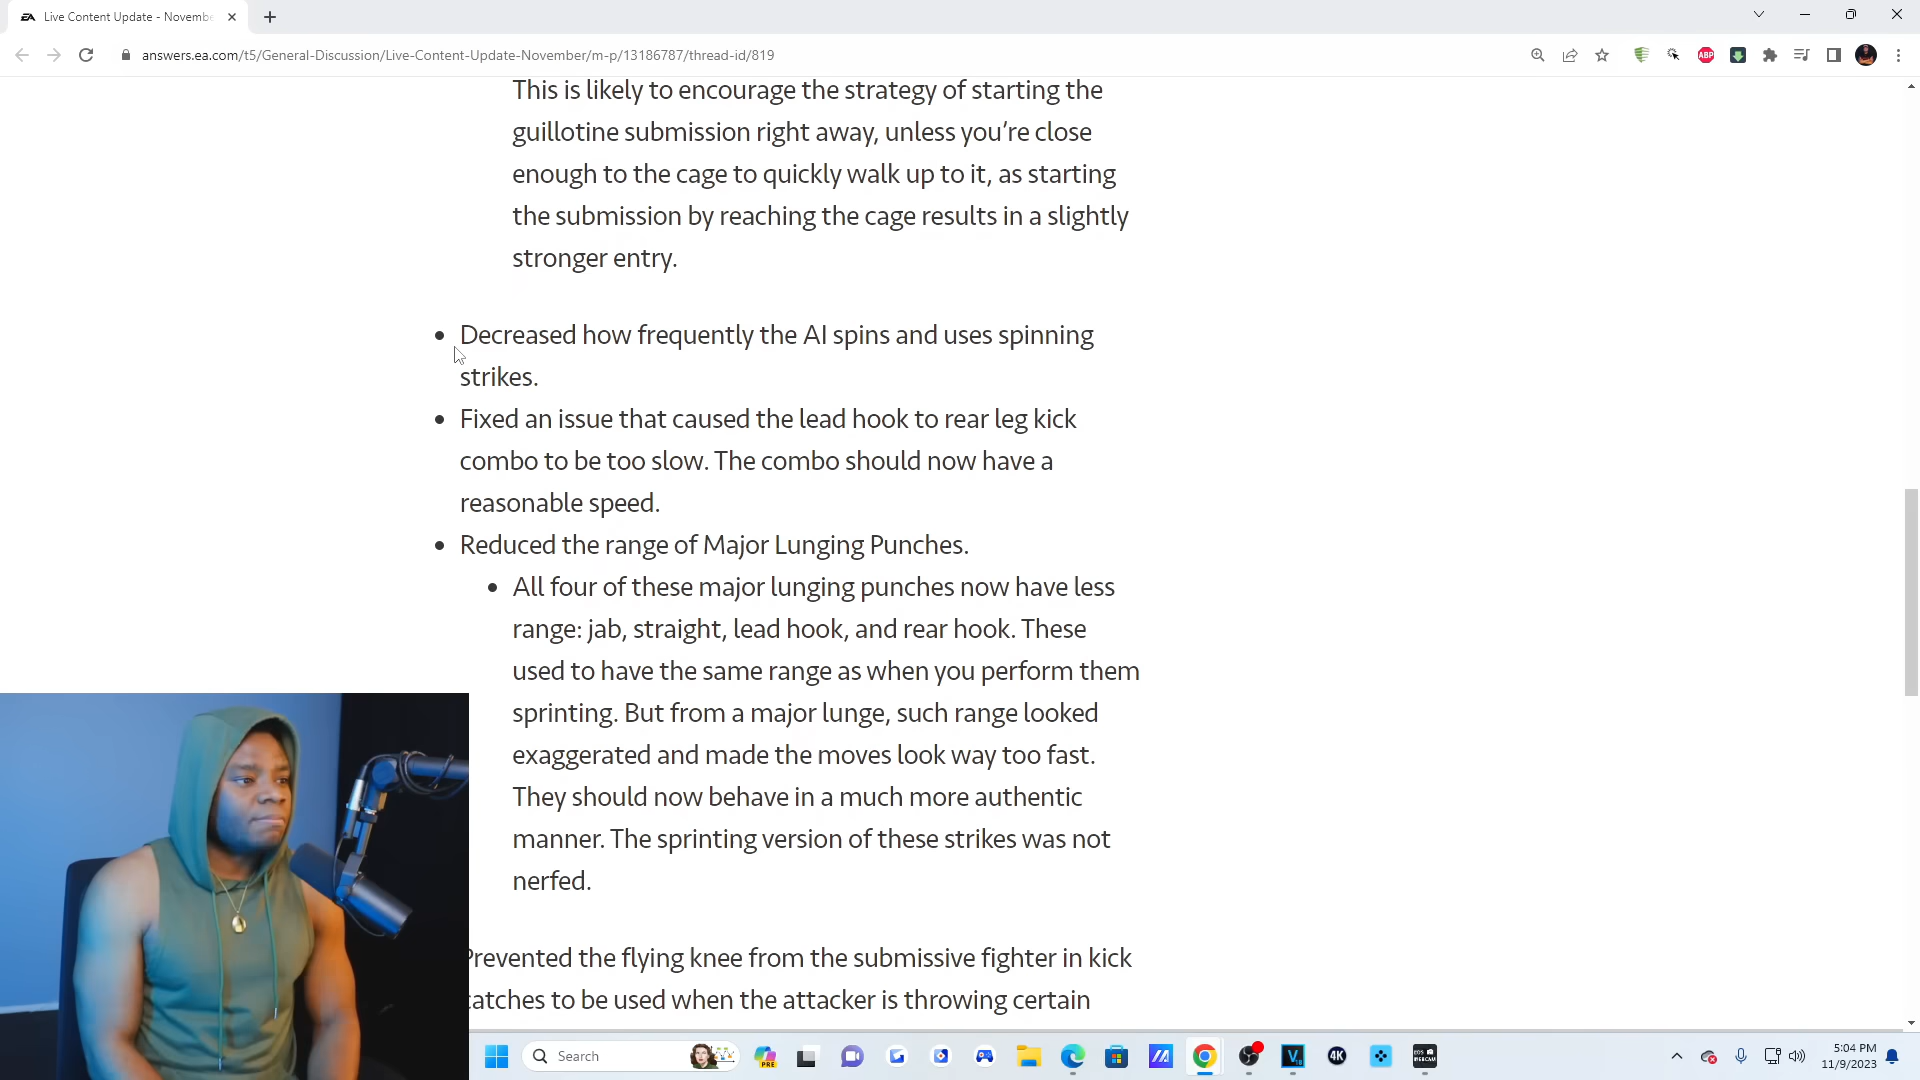 Live Content Update - Novembe
answers.ea.com/t5/General-Discussion/Live-Content-Update-November/m-p/13186787/thread-id/819
ABP
This is likely to encourage the strategy of starting the
guillotine submission right away, unless you’re close
enough to the cage to quickly walk up to it, as starting
the submission by reaching the cage results in a slightly
stronger entry.
Decreased how frequently the AI spins and uses spinning
strikes.
Fixed an issue that caused the lead hook to rear leg kick
combo to be too slow. The combo should now have a
reasonable speed.
Reduced the range of Major Lunging Punches.
All four of these major lunging punches now have less
range: jab, straight, lead hook, and rear hook. These
used to have the same range as when you perform them
sprinting. But from a major lunge, such range looked
exaggerated and made the moves look way too fast.
They should now behave in a much more authentic
manner. The sprinting version of these strikes was not
nerfed.
Prevented the flying knee from the submissive fighter in kick
catches to be used when the attacker is throwing certain
Search
PRE
4K
5:04 PM
11/9/2023